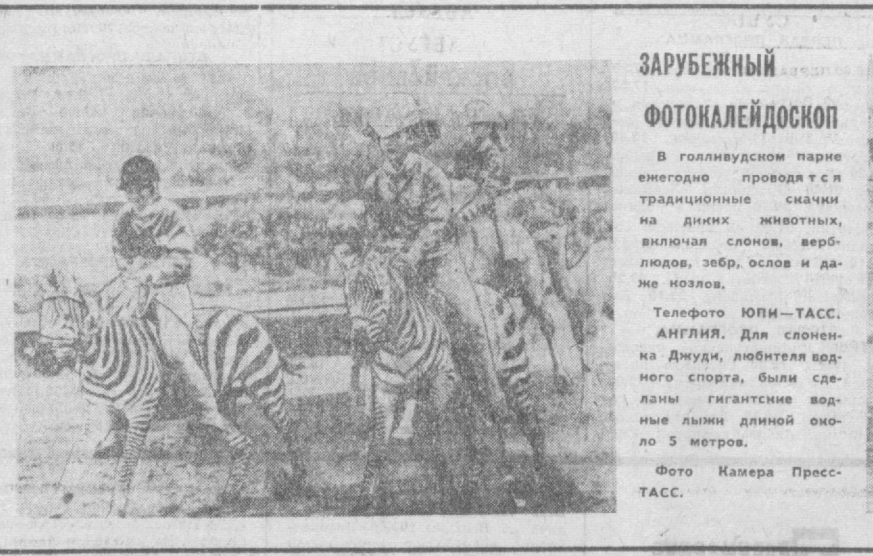 ЗАРУБЕЖНЫЙ
ФОТОКАЛЕЙДОСКОП
В голливудском парке
ежегодно проводятся
традиционные скачки
на диких животных,
включая слонов, верб-
людов, зебр, ослов и да-
же козлов.
Телефото ЮПИ—ТАСС.
АНГЛИЯ. Для слонен-
ка Джуди, любителя вод-
ного спорта, были сде-
ланы гигантские вод-
ные лыжи длиной око-
ло 5 метров.
Фото Камера Пресс-
ТАСС.